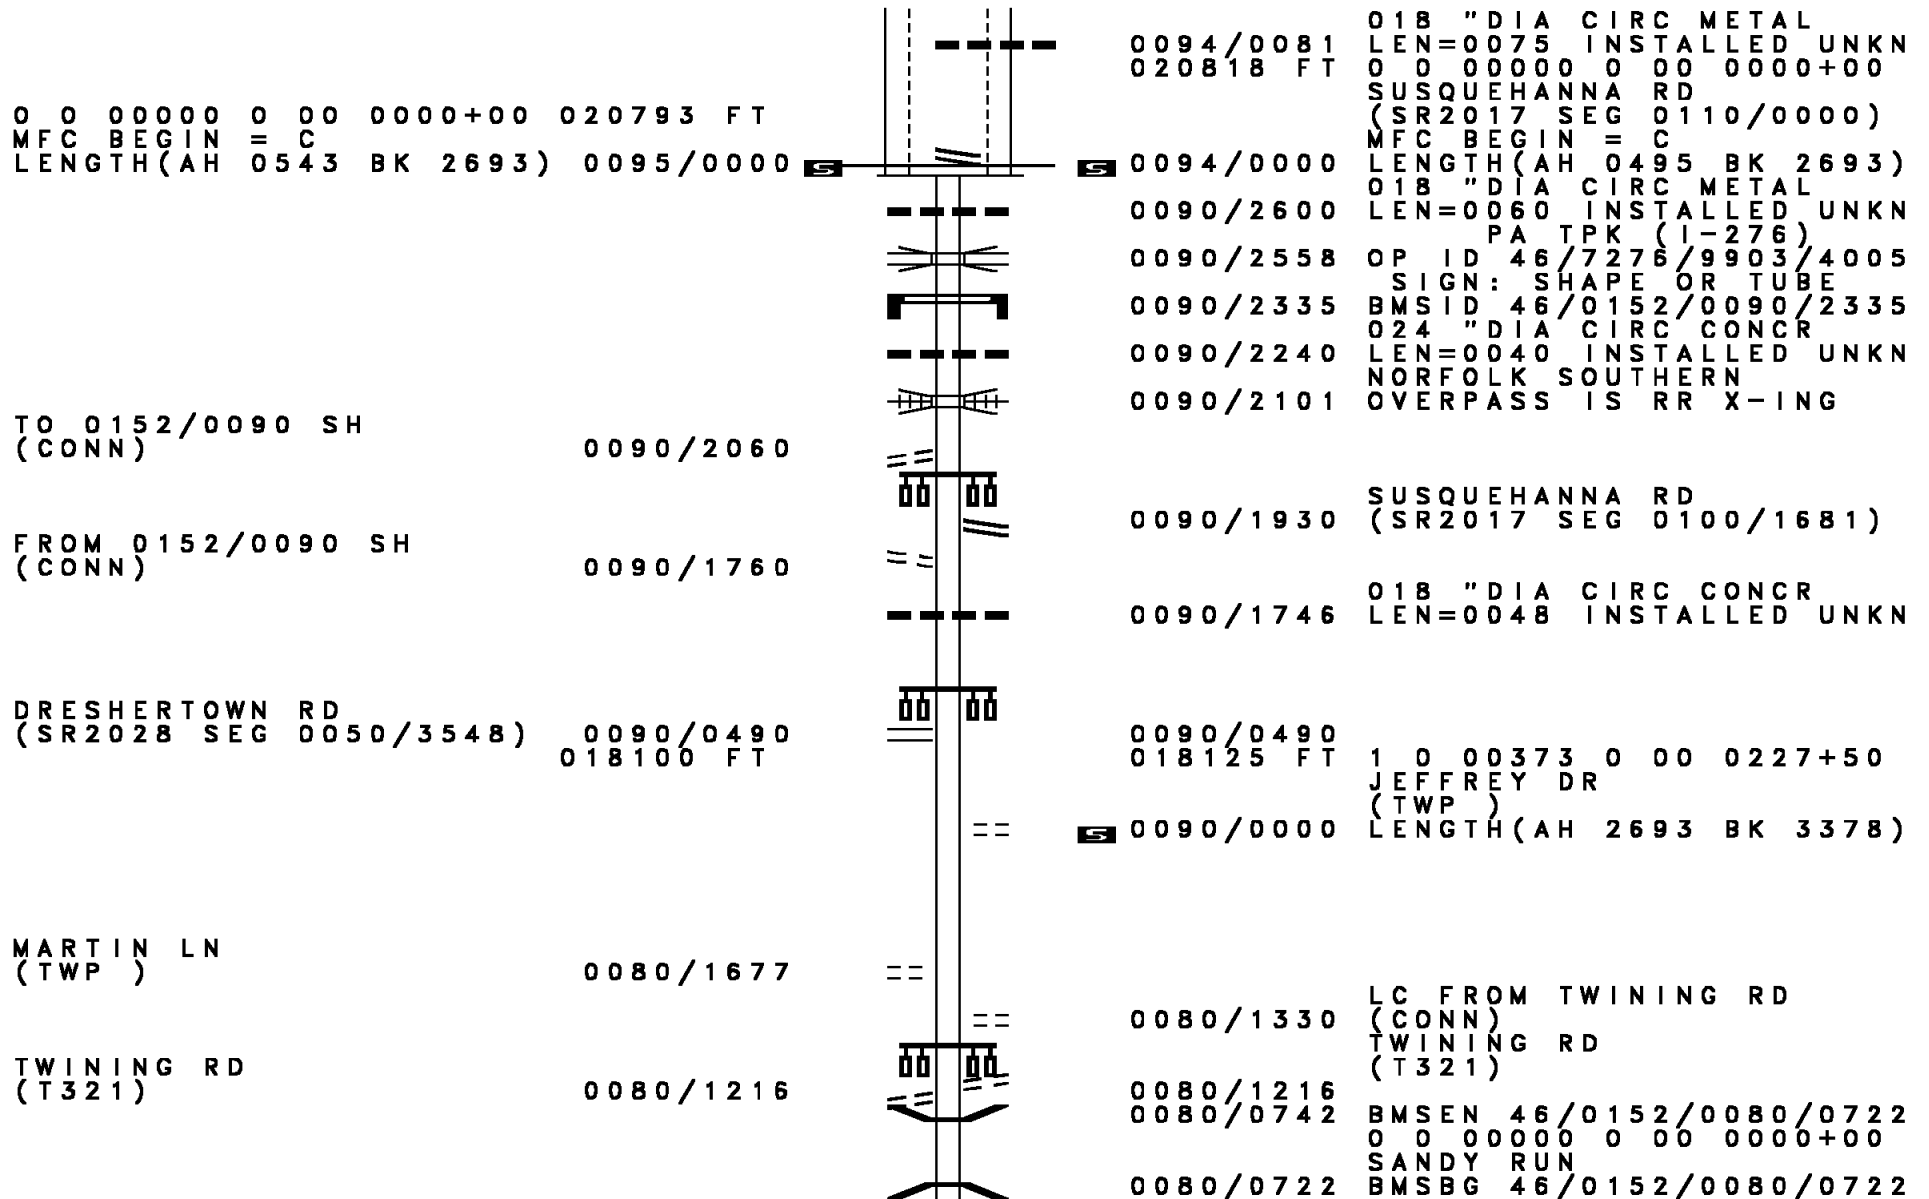 018 "DIA CIRC METAL
0094/0081 LEN=0075 INSTALLED UNKN
020818 FT 0 0 00000 0 00 0000+00
SUSQUEHANNA RD
0 0 00000 0 00 0000+00 020793 FT (SR2017 SEG 0110/0000)
MFC BEGIN = C MFC BEGIN = C
LENGTH(AH 0543 BK 2693) 0095/0000 S S 0094/0000 LENGTH(AH 0495 BK 2693)
018 "DIA CIRC METAL
0090/2600 LEN=0060 INSTALLED UNKN
PA TPK (I-276)
0090/2558 OP ID 46/7276/9903/4005
SIGN: SHAPE OR TUBE
0090/2335 BMSID 46/0152/0090/2335
024 "DIA CIRC CONCR
0090/2240 LEN=0040 INSTALLED UNKN
NORFOLK SOUTHERN
0090/2101 OVERPASS IS RR X-ING
TO 0152/0090 SH
(CONN) 0090/2060
SUSQUEHANNA RD
0090/1930 (SR2017 SEG 0100/1681)
FROM 0152/0090 SH
(CONN) 0090/1760
018 "DIA CIRC CONCR
0090/1746 LEN=0048 INSTALLED UNKN
DRESHERTOWN RD
(SR2028 SEG 0050/3548) 0090/0490 0090/0490
018100 FT 018125 FT 1 0 00373 0 00 0227+50
JEFFREY DR
(TWP )
S 0090/0000 LENGTH(AH 2693 BK 3378)
MARTIN LN
(TWP ) 0080/1677
LC FROM TWINING RD
0080/1330 (CONN)
TWINING RD
TWINING RD (T321)
(T321) 0080/1216 0080/1216
0080/0742 BMSEN 46/0152/0080/0722
0 0 00000 0 00 0000+00
SANDY RUN
0080/0722 BMSBG 46/0152/0080/0722